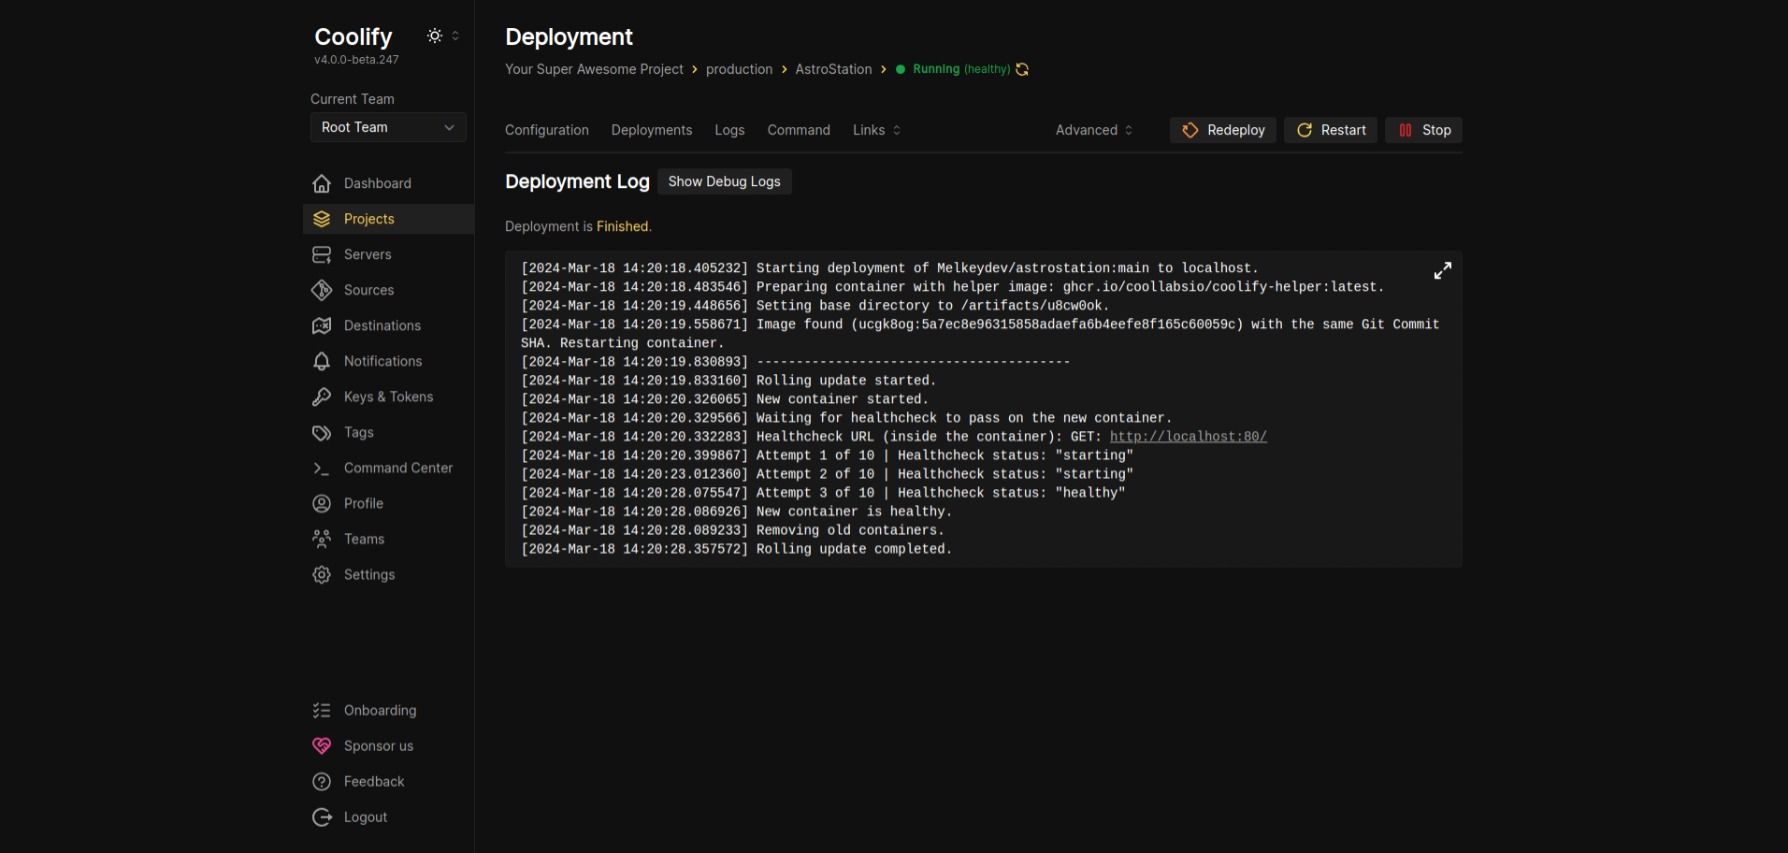 Coolify
v4.0.0-beta.247
Current Team
Root Team
Dashboard
Projects
Servers
Sources
Destinations
Notifications
Keys & Tokens
Tags
Command Center
Profile
Teams
Settings
Onboarding
Sponsor us
Feedback
Logout
Deployment
Your Super Awesome Project > production > AstroStation > Running (healthy)
Configuration Deployments Logs Command Links Advanced Redeploy Restart Stop
Deployment Log Show Debug Logs
Deployment is Finished.
[2024-Mar-18 14:20:18.405232] Starting deployment of Melkeydev/astrostation:main to localhost.
[2024-Mar-18 14:20:18.483546] Preparing container with helper image: ghcr.io/coollabsio/coolify-helper:latest.
[2024-Mar-18 14:20:19.448656] Setting base directory to /artifacts/u8cw0ok.
[2024-Mar-18 14:20:19.558671] Image found (ucgk8og:5a7ec8e96315858adaefa6b4eefe8f165c60059c) with the same Git Commit
SHA. Restarting container.
[2024-Mar-18 14:20:19.830893] ----------------------------------------
[2024-Mar-18 14:20:19.833160] Rolling update started.
[2024-Mar-18 14:20:20.326065] New container started.
[2024-Mar-18 14:20:20.329566] Waiting for healthcheck to pass on the new container.
[2024-Mar-18 14:20:20.332283] Healthcheck URL (inside the container): GET: http://localhost:80/
[2024-Mar-18 14:20:20.399867] Attempt 1 of 10 | Healthcheck status: "starting"
[2024-Mar-18 14:20:23.012360] Attempt 2 of 10 | Healthcheck status: "starting"
[2024-Mar-18 14:20:28.075547] Attempt 3 of 10 | Healthcheck status: "healthy"
[2024-Mar-18 14:20:28.086926] New container is healthy.
[2024-Mar-18 14:20:28.089233] Removing old containers.
[2024-Mar-18 14:20:28.357572] Rolling update completed.